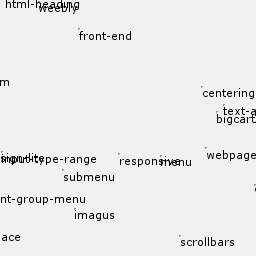 html-heading
weebly
front-end
m
centering
text-a
bigcart
responsive
menu
webpage
input-type-range
submenu
nt-group-menu
imagus
ace
scrollbars